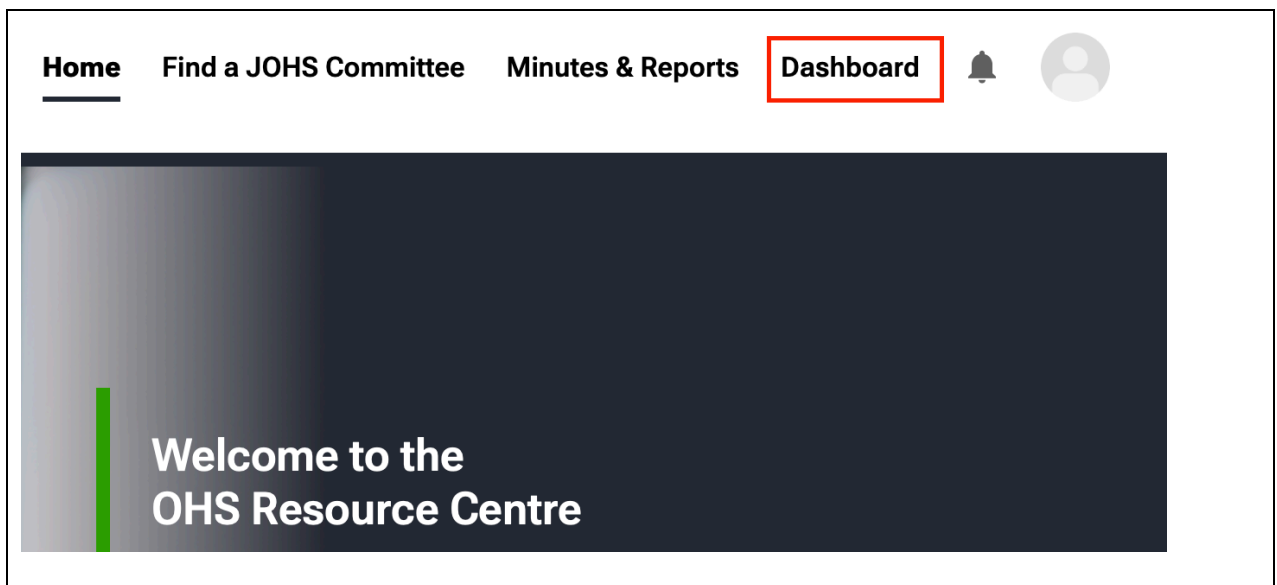 Home Find a JOHS Committee Minutes & Reports Dashboard
Welcome to the
OHS Resource Centre